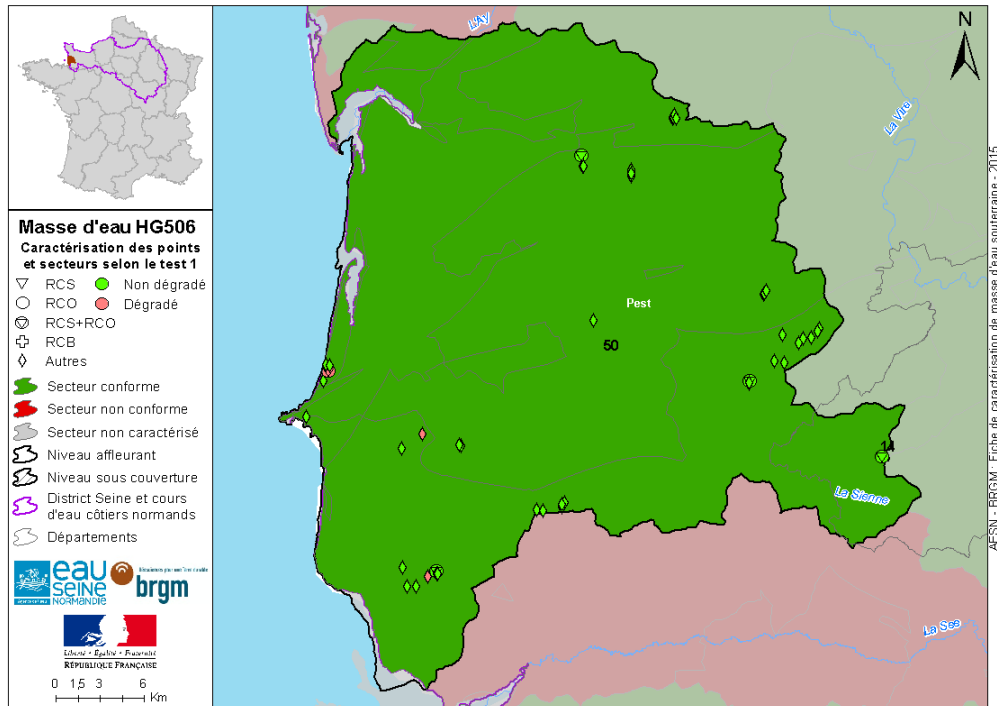 Masse d'eau HG506
Caractérisation des points
et secteurs selon le test 1
RCS
Non dégradé
RCO
Dégradé
RCS+RCO
RCB
Autres
Secteur conforme
Secteur non conforme
Secteur non caractérisé
Niveau affleurant
Niveau sous couverture
District Seine et cours
d'eau côtiers normands
Départements
eau
SEINE
NORMANDIE
brgm
Liberté • Égalité • Fraternité
RÉPUBLIQUE FRANÇAISE
0 1,5 3 6
Km
L'Ay
N
La Vire
Pest
50
14
La Sienne
La See
AESN - BRGM : Fiche de caractérisation de masse d'eau souterraine - 2015